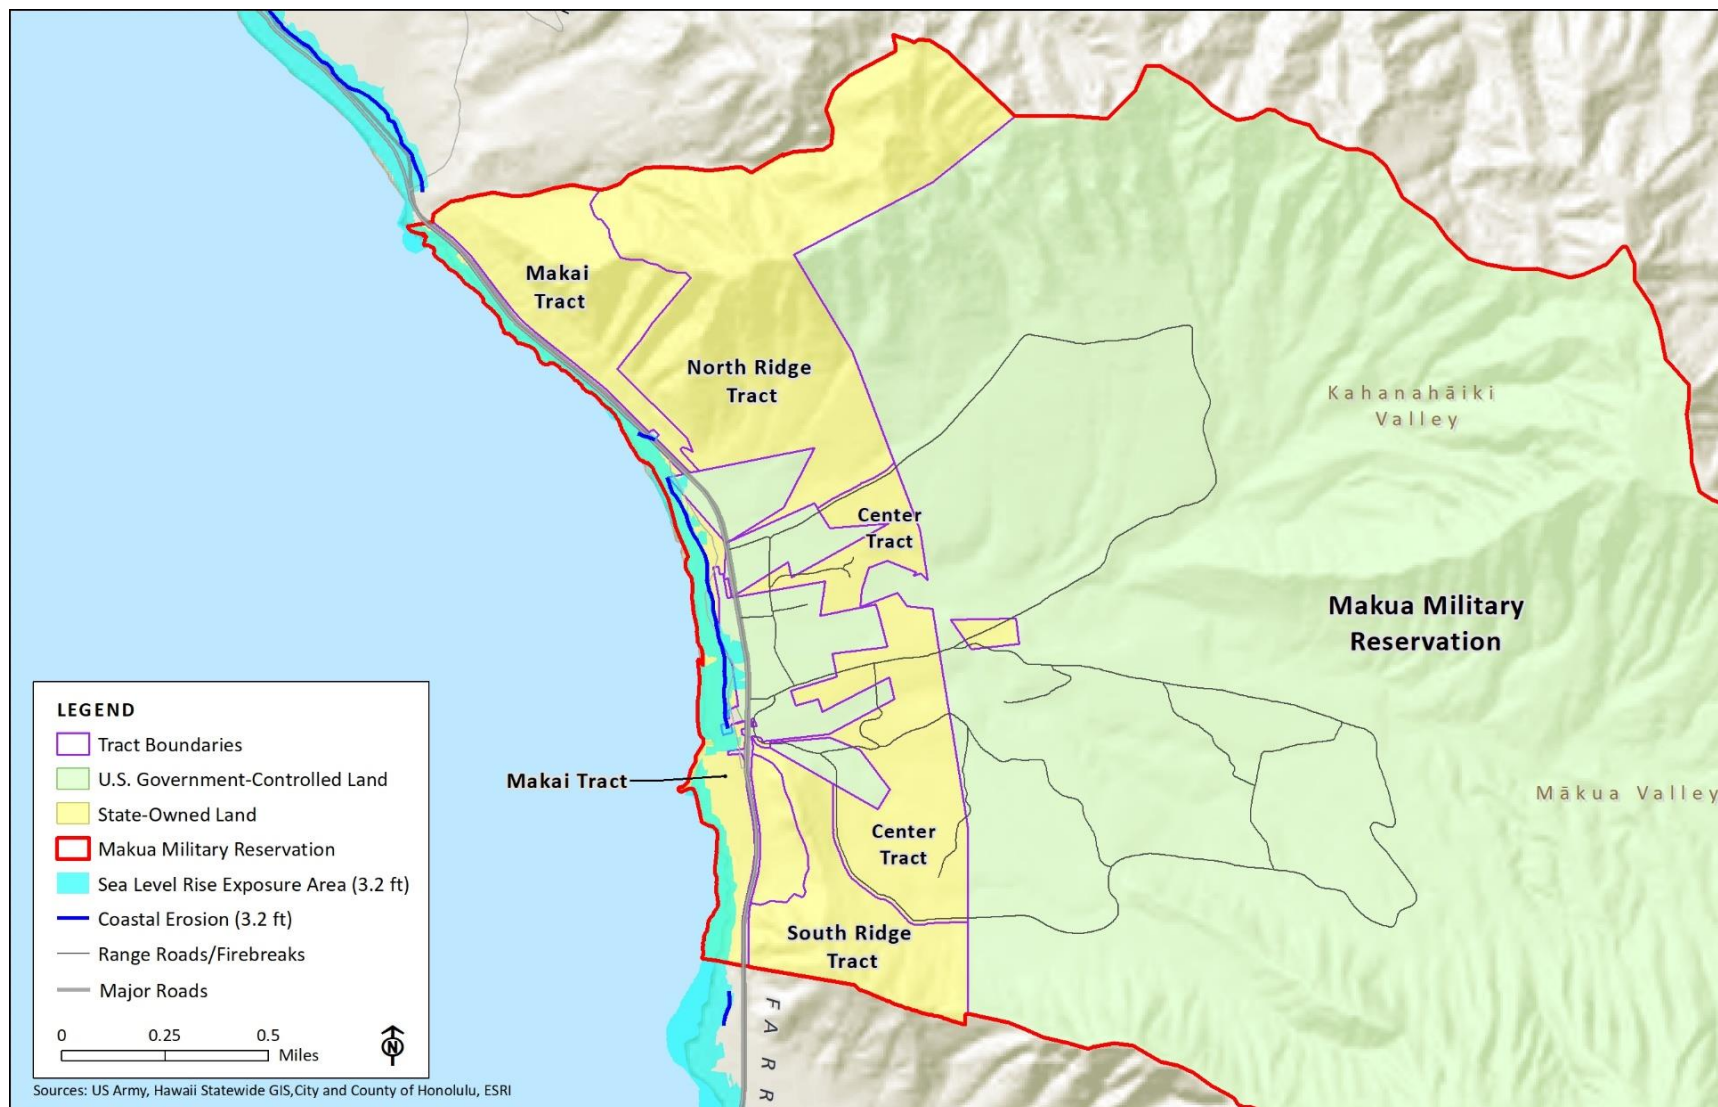 Makai
Tract
North Ridge
Tract
Kahanahāiki
Valley
Center
Tract
Makua Military
Reservation
Makai Tract
Mākua Valley
Center
Tract
South Ridge
Tract
FARR
LEGEND
Tract Boundaries
U.S. Government-Controlled Land
State-Owned Land
Makua Military Reservation
Sea Level Rise Exposure Area (3.2 ft)
Coastal Erosion (3.2 ft)
Range Roads/Firebreaks
Major Roads
0 0.25 0.5
Miles
N
Sources: US Army, Hawaii Statewide GIS,City and County of Honolulu, ESRI